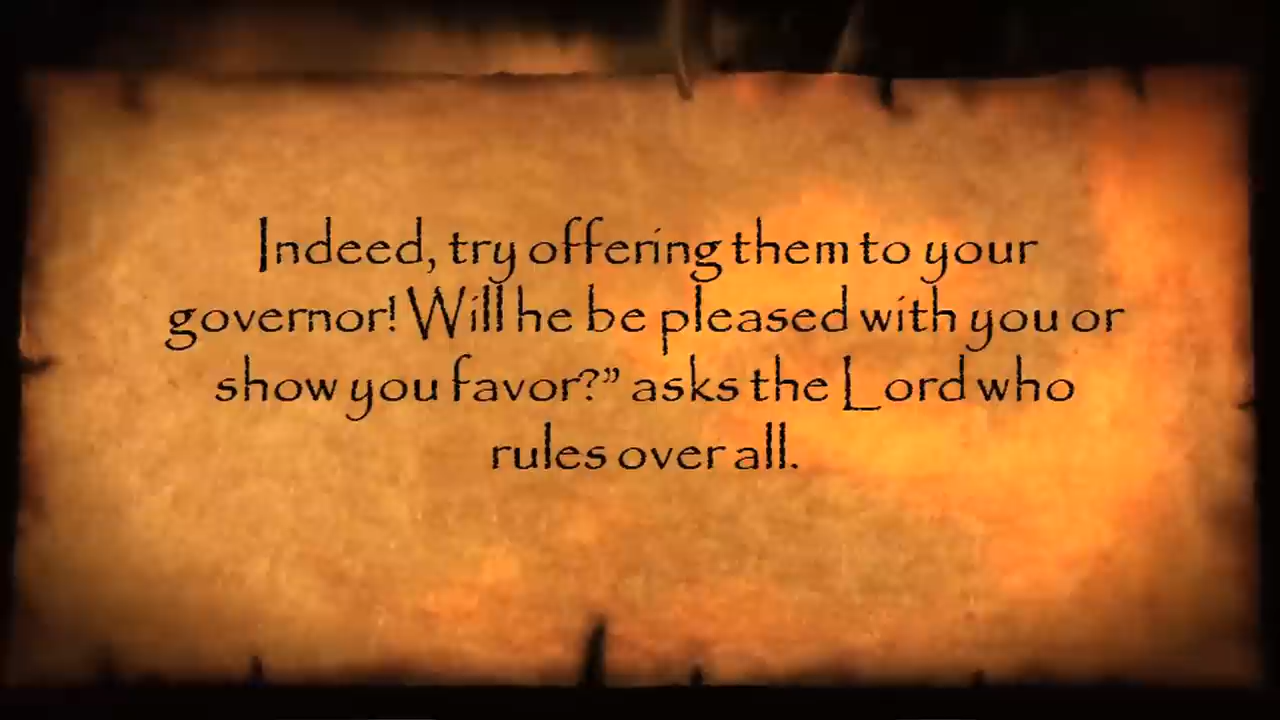 Indeed, try offering them to your
governor! Will he be pleased with you or
show you favor?” asks the Lord who
rules over all.